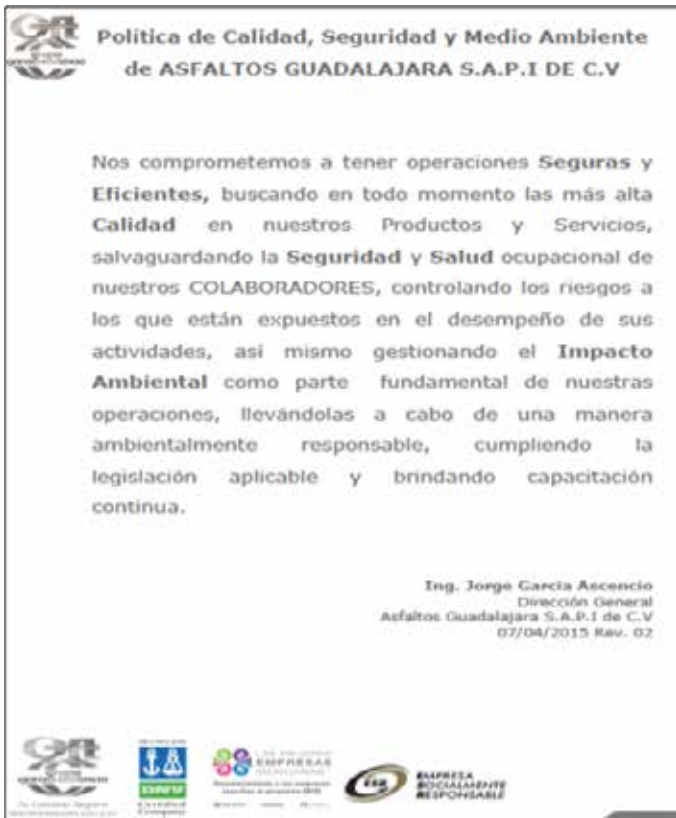 Política de Calidad, Seguridad y Medio Ambiente
de ASFALTOS GUADALAJARA S.A.P.I DE C.V
Nos comprometemos a tener operaciones Seguras y
Eficientes, buscando en todo momento las más alta
Calidad en nuestros Productos y Servicios,
salvaguardando la Seguridad y Salud ocupacional de
nuestros COLABORADORES, controlando los riesgos a
los que están expuestos en el desempeño de sus
actividades, así mismo gestionando el Impacto
Ambiental como parte fundamental de nuestras
operaciones, llevándolas a cabo de una manera
ambientalmente responsable, cumpliendo la
legislación aplicable y brindando capacitación
continua.
Ing. Jorge García Ascencio
Dirección General
Asfaltos Guadalajara S.A.P.I de C.V
07/04/2015 Rev. 02
DNV
EMPRESAS
ESR
EMPRESA
SOCIALMENTE
RESPONSABLE